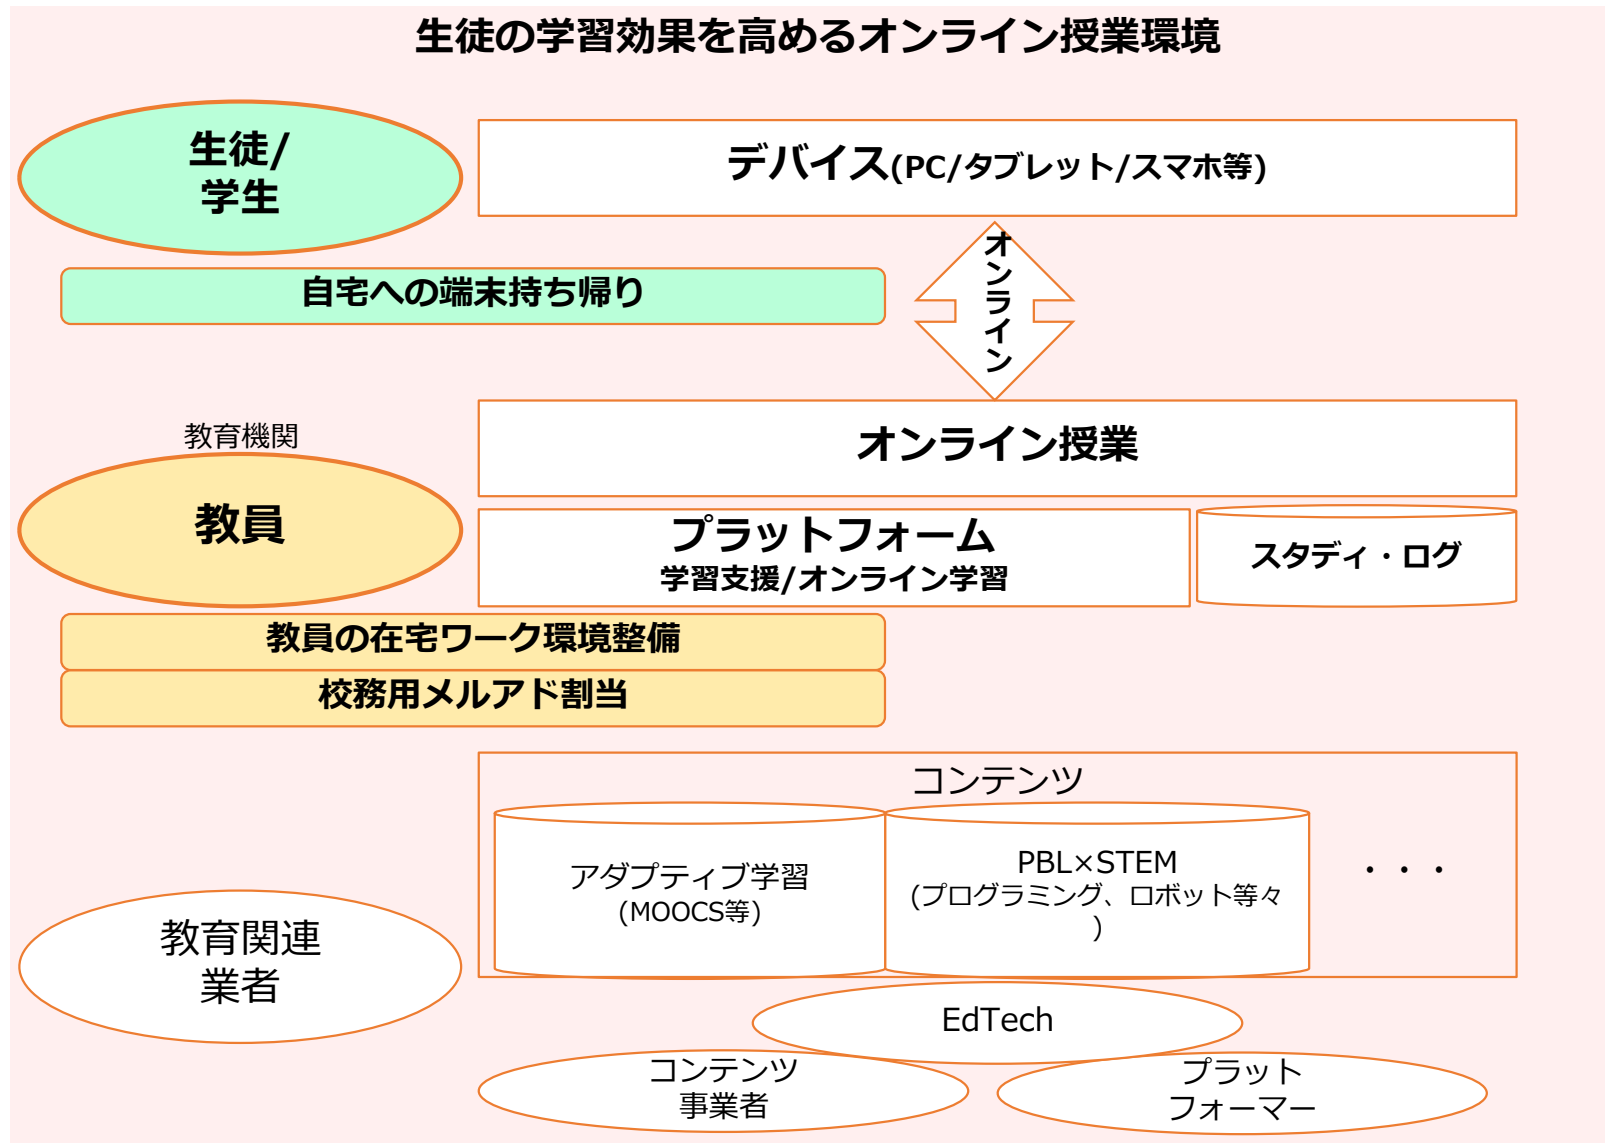 生徒の学習効果を高めるオンライン授業環境
生徒/
学生
デバイス(PC/タブレット/スマホ等)
自宅への端末持ち帰り
オンライン
教育機関
教員
オンライン授業
プラットフォーム
学習支援/オンライン学習
スタディ・ログ
教員の在宅ワーク環境整備
校務用メルアド割当
コンテンツ
アダプティブ学習
(MOOCS等)
PBL×STEM
(プログラミング、ロボット等々
)
・・・
教育関連
業者
EdTech
コンテンツ
事業者
プラット
フォーマー